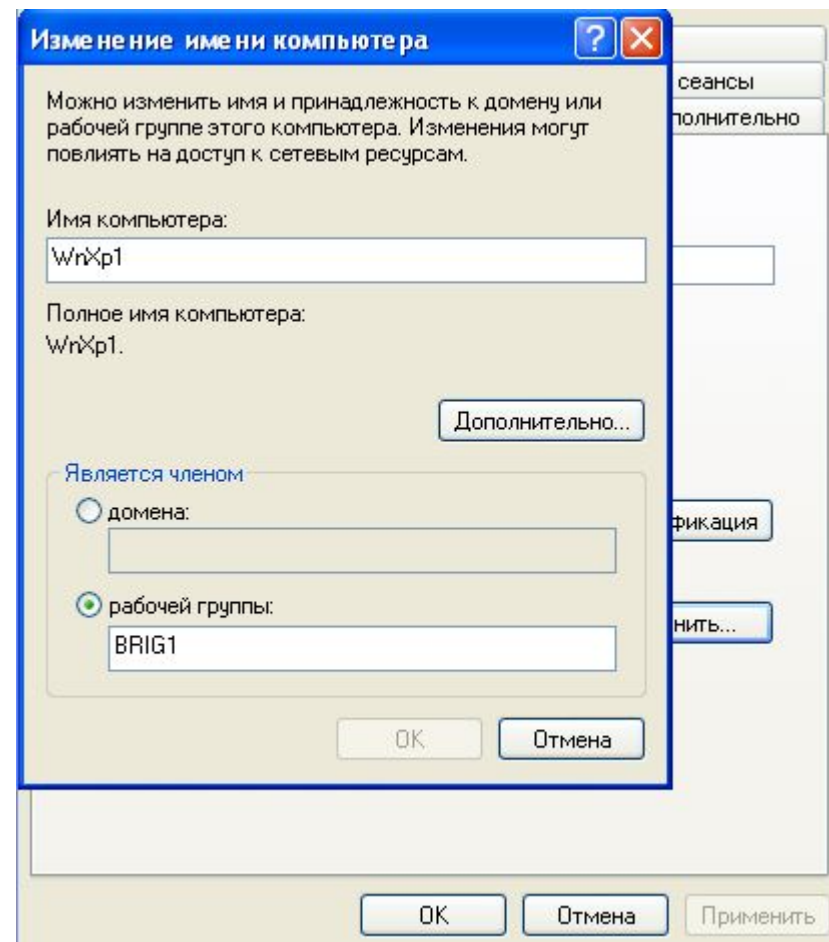 Изменение имени компьютера
сеансы
Можно изменить имя и принадлежность к домену или
рабочей группе этого компьютера. Изменения могут
повлиять на доступ к сетевым ресурсам.
полнительно
Имя компьютера:
WnXp1
Полное имя компьютера:
WnXp1.
Дополнительно...
Является членом
домена:
фикация
рабочей группы:
BRIG1
нить...
OK
Отмена
OK
Отмена
Применить